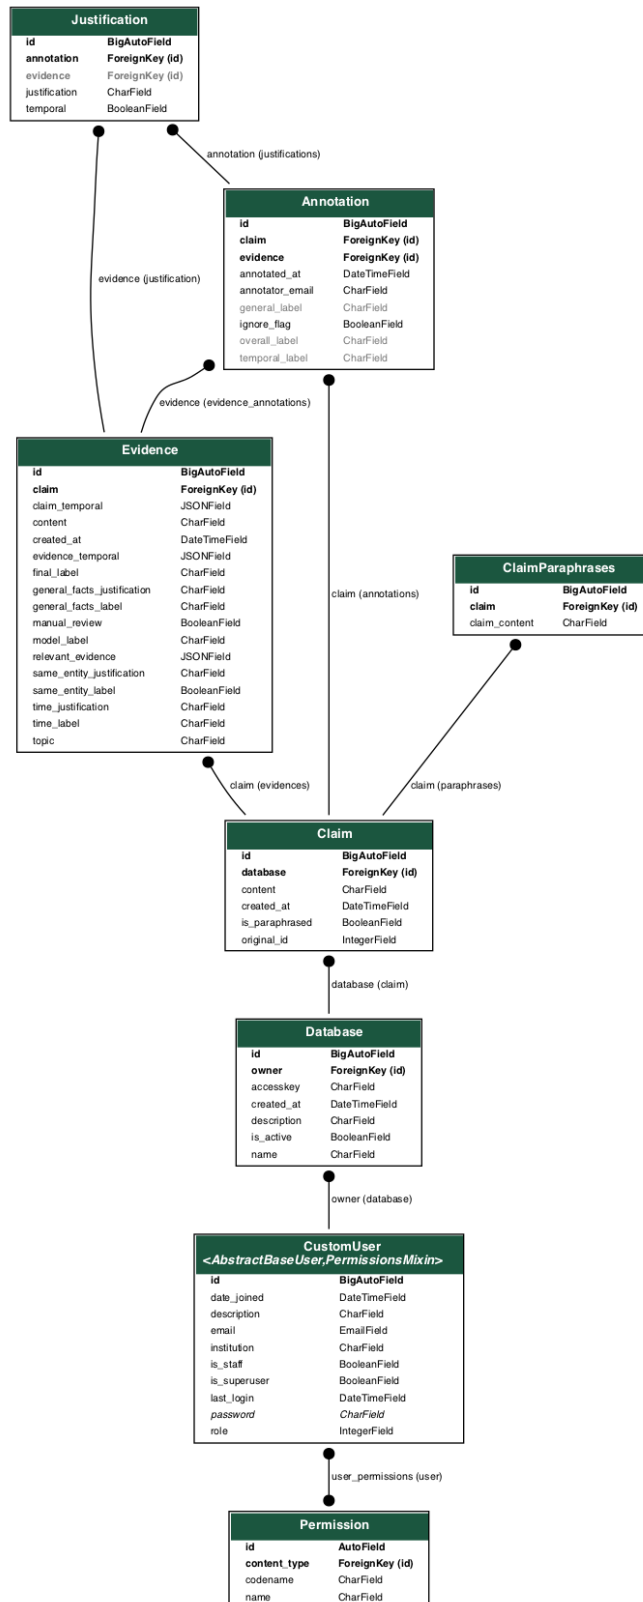 Justification
id BigAutoField
annotation ForeignKey (id)
evidence ForeignKey (id)
justification CharField
temporal BooleanField
annotation (justifications)
Annotation
id BigAutoField
claim ForeignKey (id)
evidence ForeignKey (id)
annotated_at DateTimeField
annotator_email CharField
general_label CharField
ignore_flag BooleanField
overall_label CharField
temporal_label CharField
evidence (justification)
evidence (evidence_annotations)
Evidence
id BigAutoField
claim ForeignKey (id)
claim_temporal JSONField
content CharField
created_at DateTimeField
evidence_temporal JSONField
final_label CharField
general_facts_justification CharField
general_facts_label CharField
manual_review BooleanField
model_label CharField
relevant_evidence JSONField
same_entity_justification CharField
same_entity_label BooleanField
time_justification CharField
time_label CharField
topic CharField
claim (annotations)
ClaimParaphrases
id BigAutoField
claim ForeignKey (id)
claim_content CharField
claim (evidences)
claim (paraphrases)
Claim
id BigAutoField
database ForeignKey (id)
content CharField
created_at DateTimeField
is_paraphrased BooleanField
original_id IntegerField
database (claim)
Database
id BigAutoField
owner ForeignKey (id)
accesskey CharField
created_at DateTimeField
description CharField
is_active BooleanField
name CharField
owner (database)
CustomUser
<AbstractBaseUser,PermissionsMixin>
id BigAutoField
date_joined DateTimeField
description CharField
email EmailField
institution CharField
is_staff BooleanField
is_superuser BooleanField
last_login DateTimeField
password CharField
role IntegerField
user_permissions (user)
Permission
id AutoField
content_type ForeignKey (id)
codename CharField
name CharField